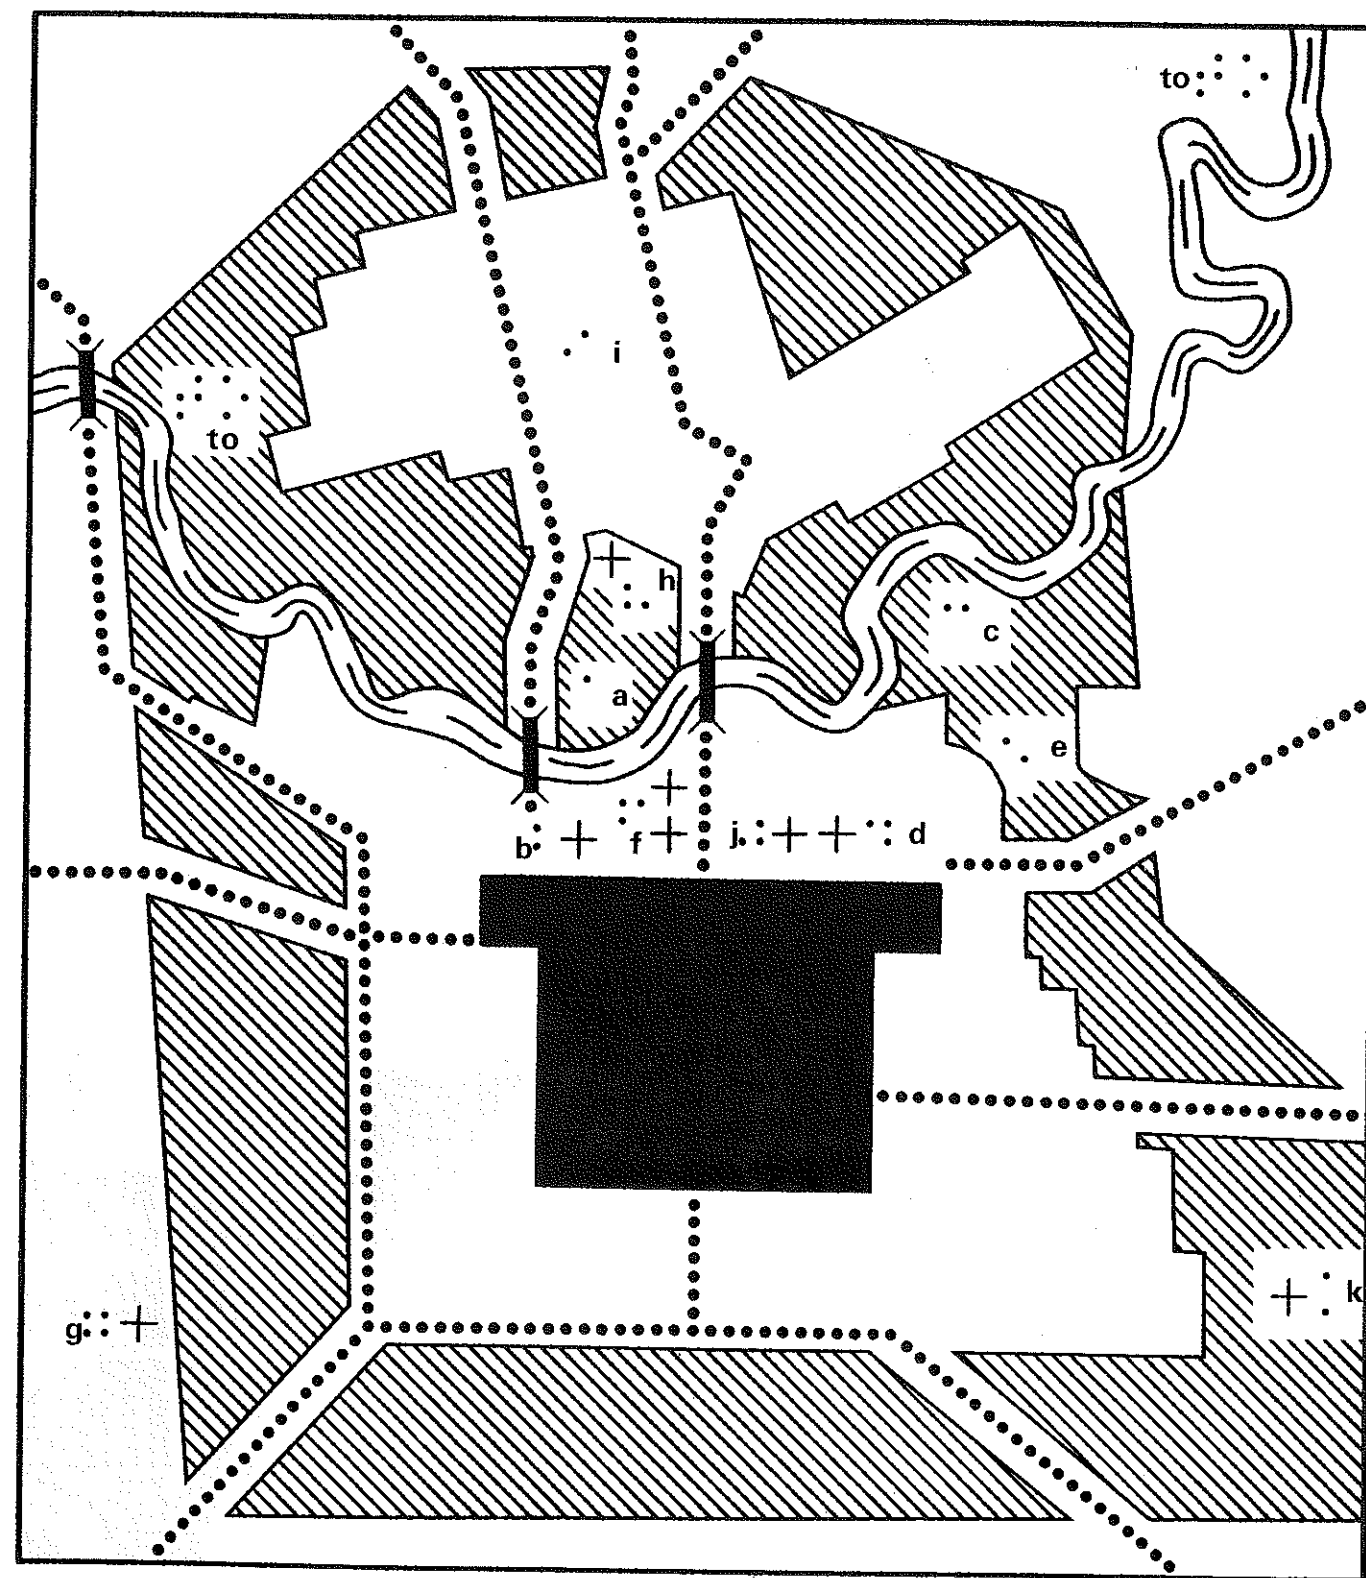 to ⠞⠕
⠊ i
⠞⠕
to
h
⠓
⠁ a
⠉
c
⠑ e
⠋
b ⠃ f j ⠚ ⠙ d
g ⠛
⠅ k